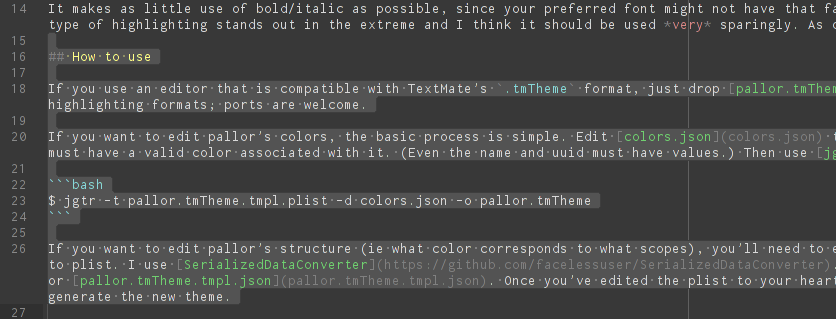 14 It makes as little use of bold/italic as possible, since your preferred font might not have that
type of highlighting stands out in the extreme and I think it should be used *very* sparingly. As
15
16 ## How to use
17
18 If you use an editor that is compatible with TextMate's `.tmTheme` format, just drop [pallor.tmThem
highlighting formats; ports are welcome.
19
20 If you want to edit pallor's colors, the basic process is simple. Edit [colors.json](colors.json)
must have a valid color associated with it. (Even the name and uuid must have values.) Then use [jg
21
22 ```bash
23 $ jgtr -t pallor.tmTheme.tmpl.plist -d colors.json -o pallor.tmTheme
24 ```
25
26 If you want to edit pallor's structure (ie what color corresponds to what scopes), you'll need to
to plist. I use [SerializedDataConverter](https://github.com/facelessuser/SerializedDataConverter).
or [pallor.tmTheme.tmpl.json](pallor.tmTheme.tmpl.json). Once you've edited the plist to your heart
generate the new theme.
27